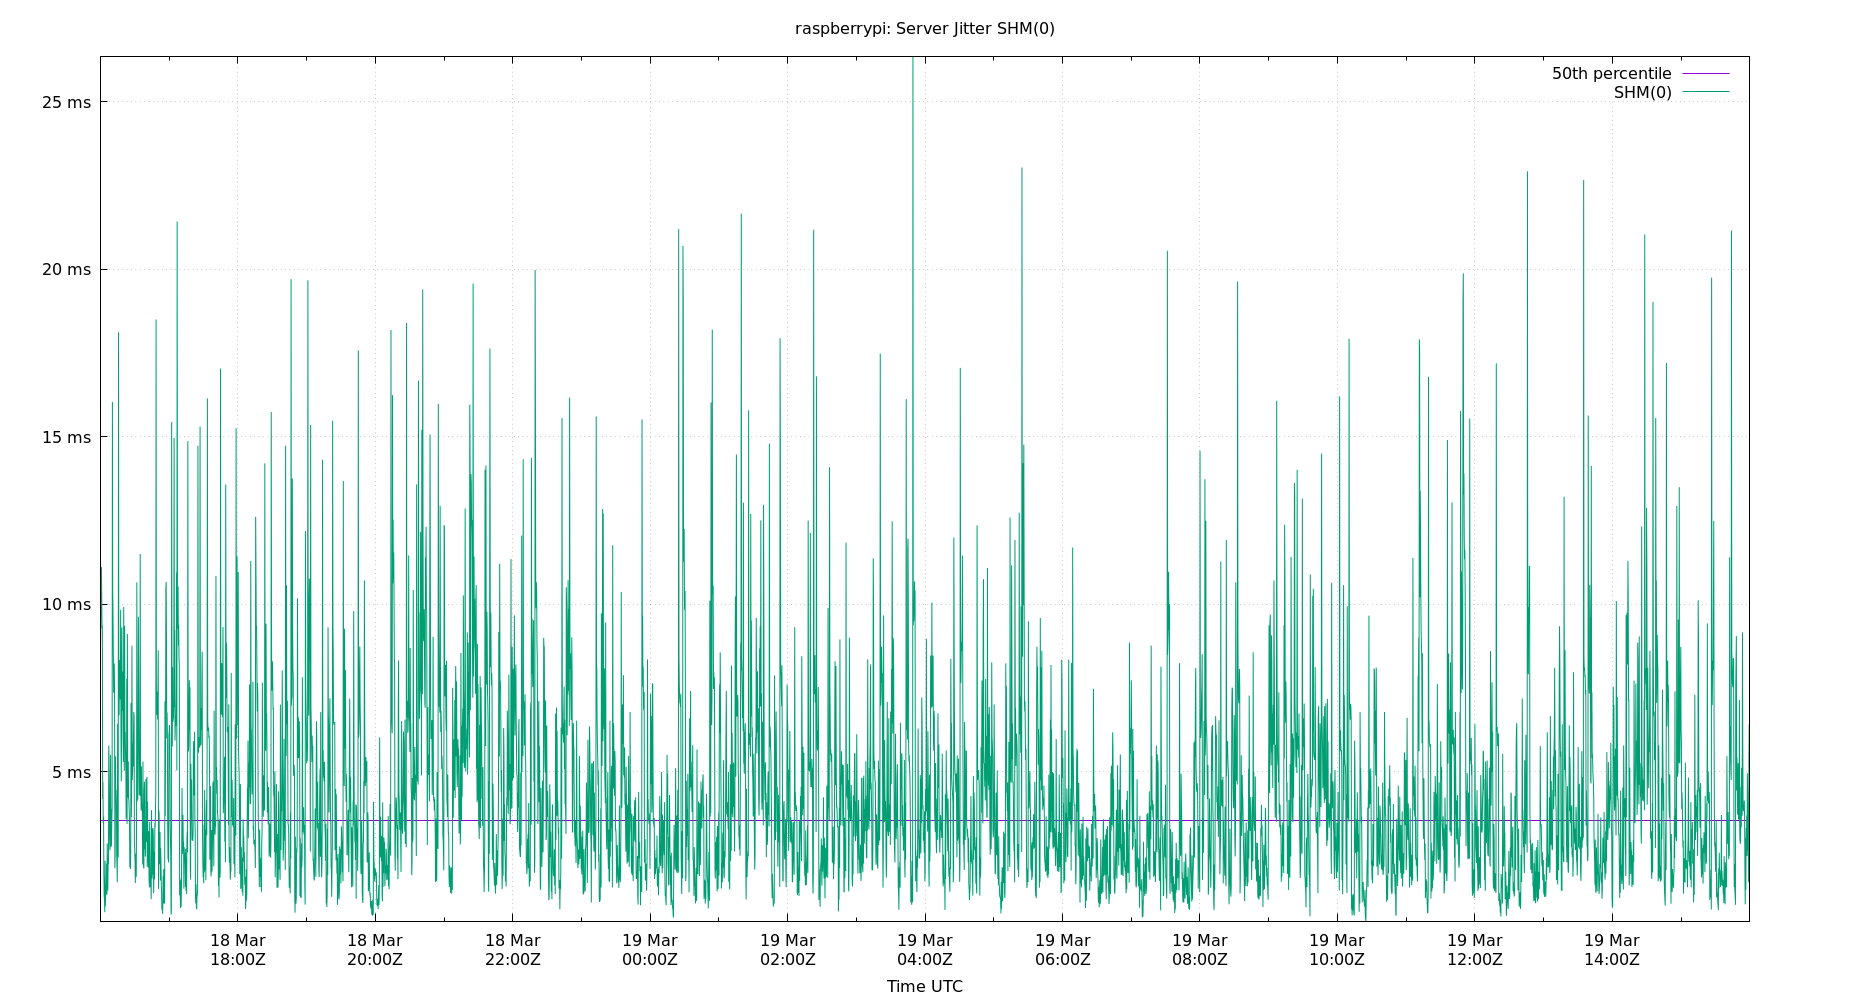 raspberrypi: Server Jitter SHM(0)
50th percentile
SHM(0)
25 ms
20 ms
15 ms
10 ms
5 ms
18 Mar 18 Mar 18 Mar 19 Mar 19 Mar 19 Mar 19 Mar 19 Mar 19 Mar 19 Mar 19 Mar
18:00Z 20:00Z 22:00Z 00:00Z 02:00Z 04:00Z 06:00Z 08:00Z 10:00Z 12:00Z 14:00Z
Time UTC